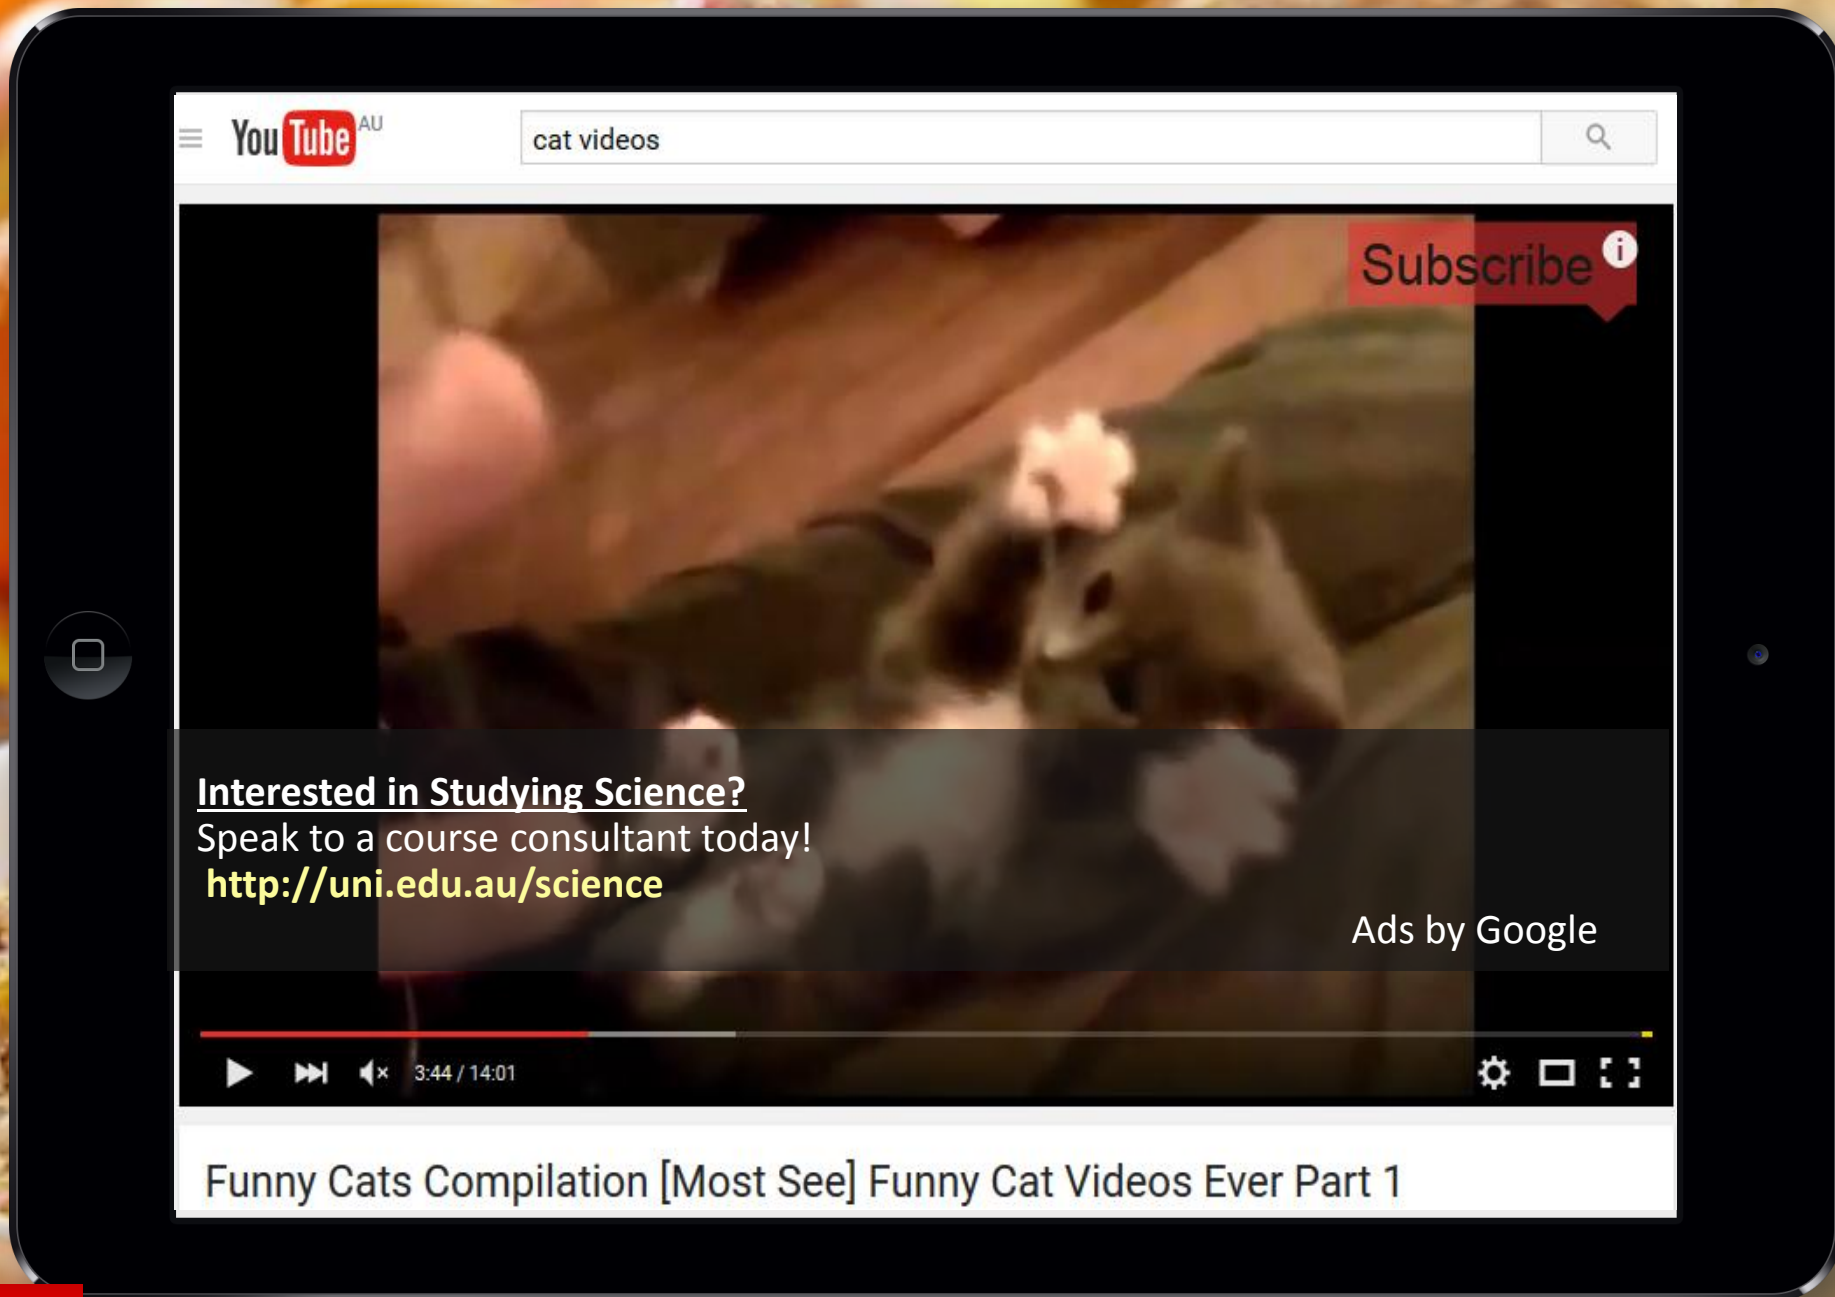 YouTube AU
cat videos
Subscribe
i
Interested in Studying Science?
Speak to a course consultant today!
http://uni.edu.au/science
Ads by Google
3:44 / 14:01
Funny Cats Compilation [Most See] Funny Cat Videos Ever Part 1